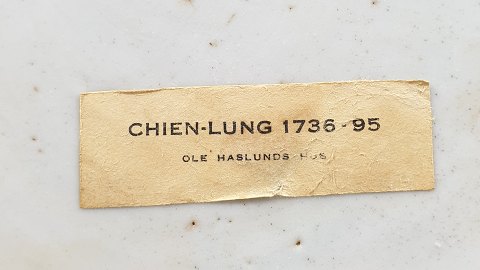 CHIEN-LUNG 1736-95
OLE HASLUNDS HUS